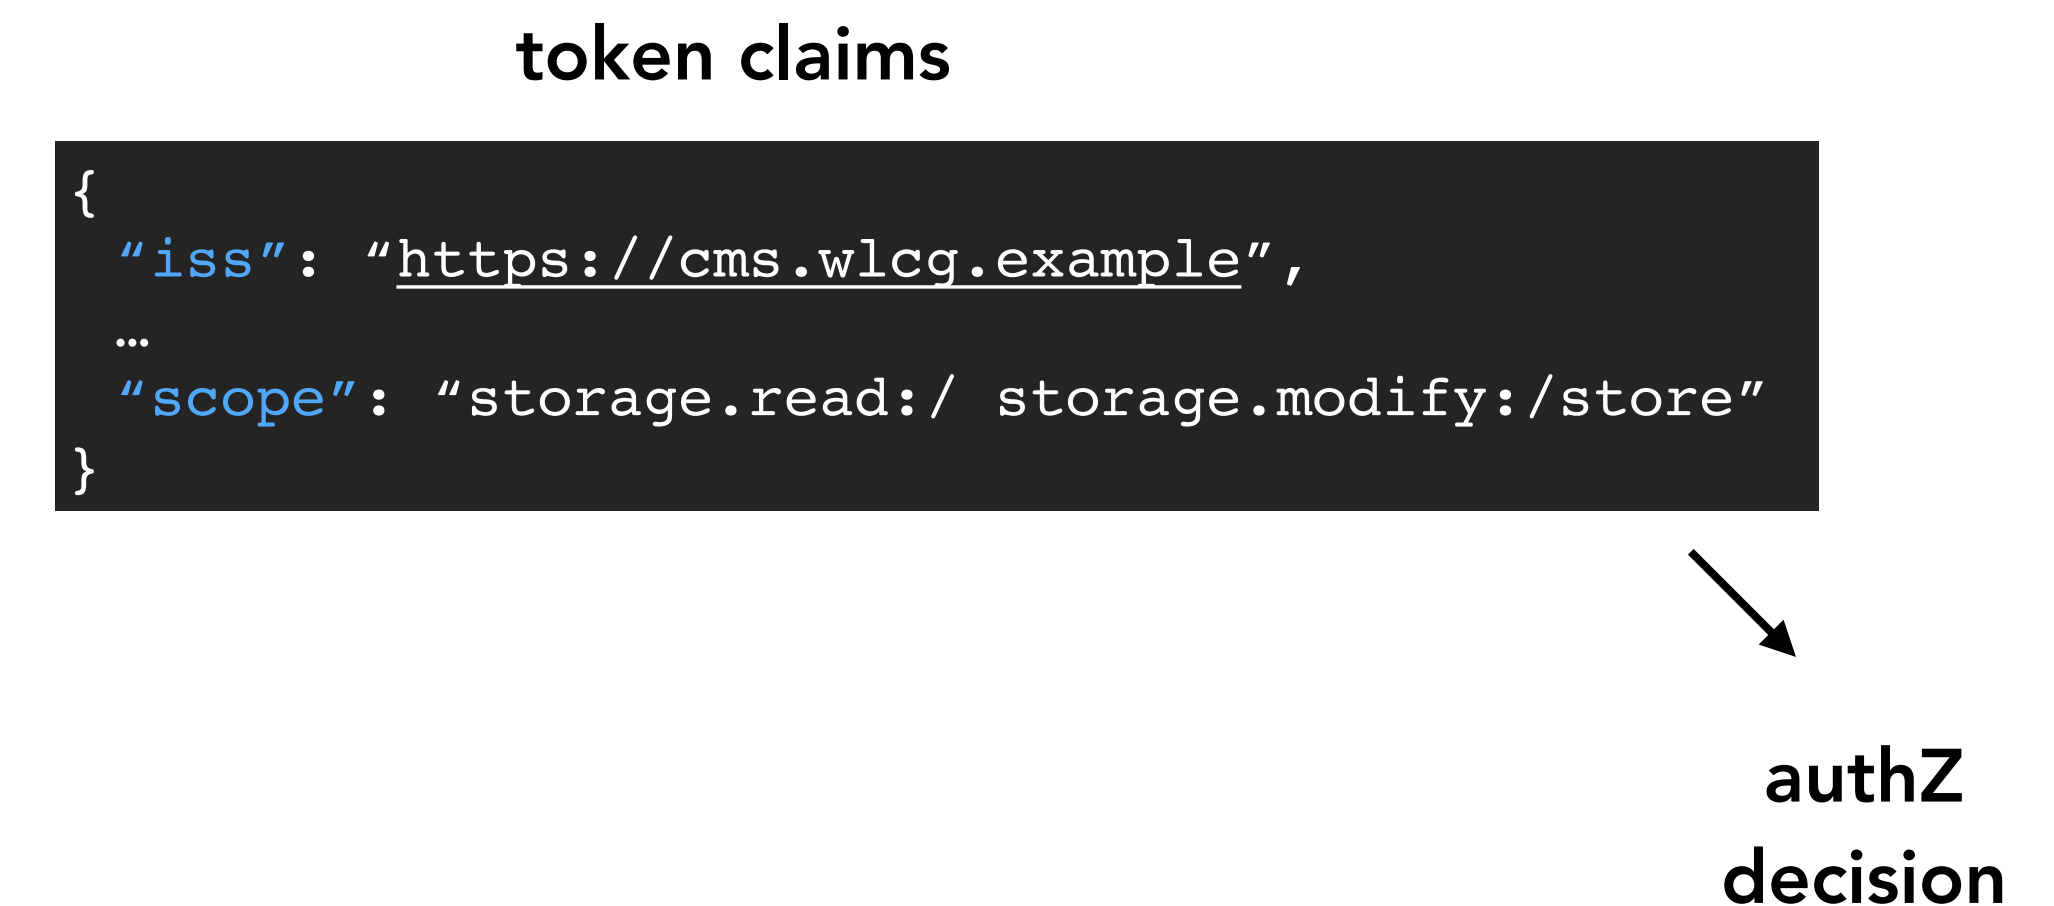 token claims
{
“iss”: “https://cms.wlcg.example”,
…
“scope”: “storage.read:/ storage.modify:/store”
}
authZ
decision